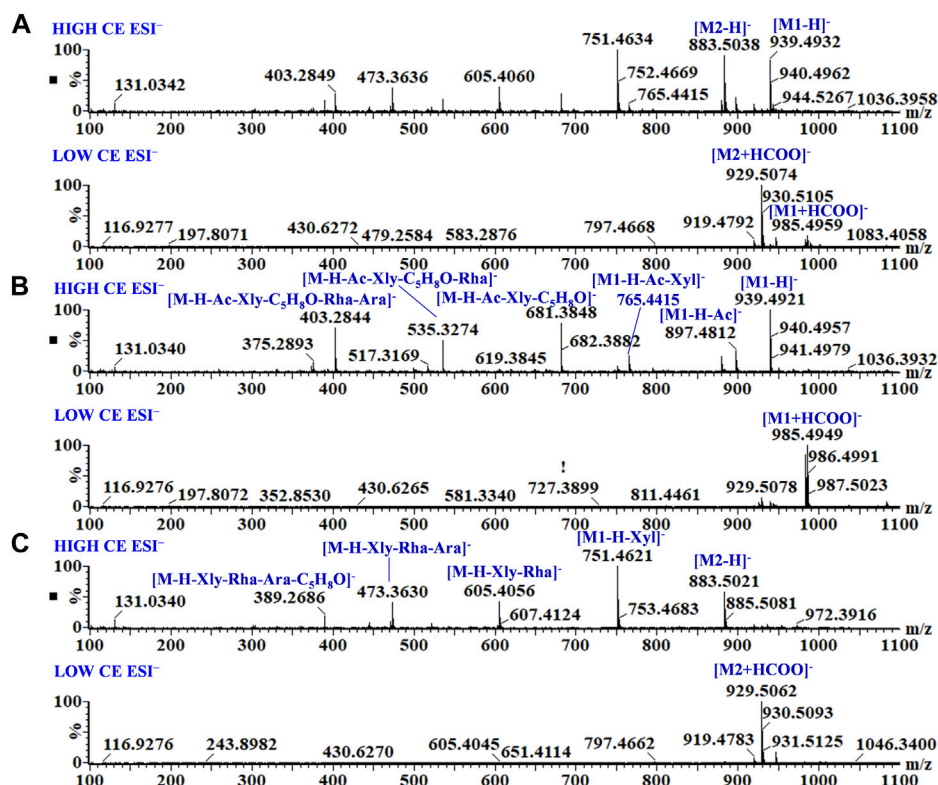 A
HIGH CE ESI⁻
[M2-H]⁻
[M1-H]⁻
100
751.4634
883.5038
939.4932
%
131.0342
403.2849
473.3636
605.4060
752.4669
765.4415
940.4962
944.5267
1036.3958
0
100 200 300 400 500 600 700 800 900 1000 1100 m/z
LOW CE ESI⁻
[M2+HCOO]⁻
100
929.5074
930.5105
[M1+HCOO]⁻
985.4959
%
116.9277
197.8071
430.6272
479.2584
583.2876
797.4668
919.4792
1083.4058
0
100 200 300 400 500 600 700 800 900 1000 1100 m/z
B
HIGH CE ESI⁻
[M-H-Ac-Xly-C₅H₈O-Rha]⁻
[M-H-Ac-Xly-C₅H₈O-Rha-Ara]⁻
[M-H-Ac-Xly-C₅H₈O]⁻
[M1-H-Ac-Xyl]⁻
[M1-H-Ac]⁻
[M1-H]⁻
100
403.2844
535.3274
681.3848
765.4415
897.4812
939.4921
%
131.0340
375.2893
517.3169
619.3845
682.3882
940.4957
941.4979
1036.3932
0
100 200 300 400 500 600 700 800 900 1000 1100 m/z
LOW CE ESI⁻
[M1+HCOO]⁻
100
985.4949
986.4991
987.5023
%
!
116.9276
197.8072
352.8530
430.6265
581.3340
727.3899
811.4461
929.5078
0
100 200 300 400 500 600 700 800 900 1000 1100 m/z
C
HIGH CE ESI⁻
[M-H-Xly-Rha-Ara]⁻
[M-H-Xly-Rha-Ara-C₅H₈O]⁻
[M-H-Xly-Rha]⁻
[M1-H-Xyl]⁻
[M2-H]⁻
100
751.4621
883.5021
%
131.0340
389.2686
473.3630
605.4056
607.4124
753.4683
885.5081
972.3916
0
100 200 300 400 500 600 700 800 900 1000 1100 m/z
LOW CE ESI⁻
[M2+HCOO]⁻
100
929.5062
930.5093
931.5125
%
116.9276
243.8982
430.6270
605.4045
651.4114
797.4662
919.4783
1046.3400
0
100 200 300 400 500 600 700 800 900 1000 1100 m/z